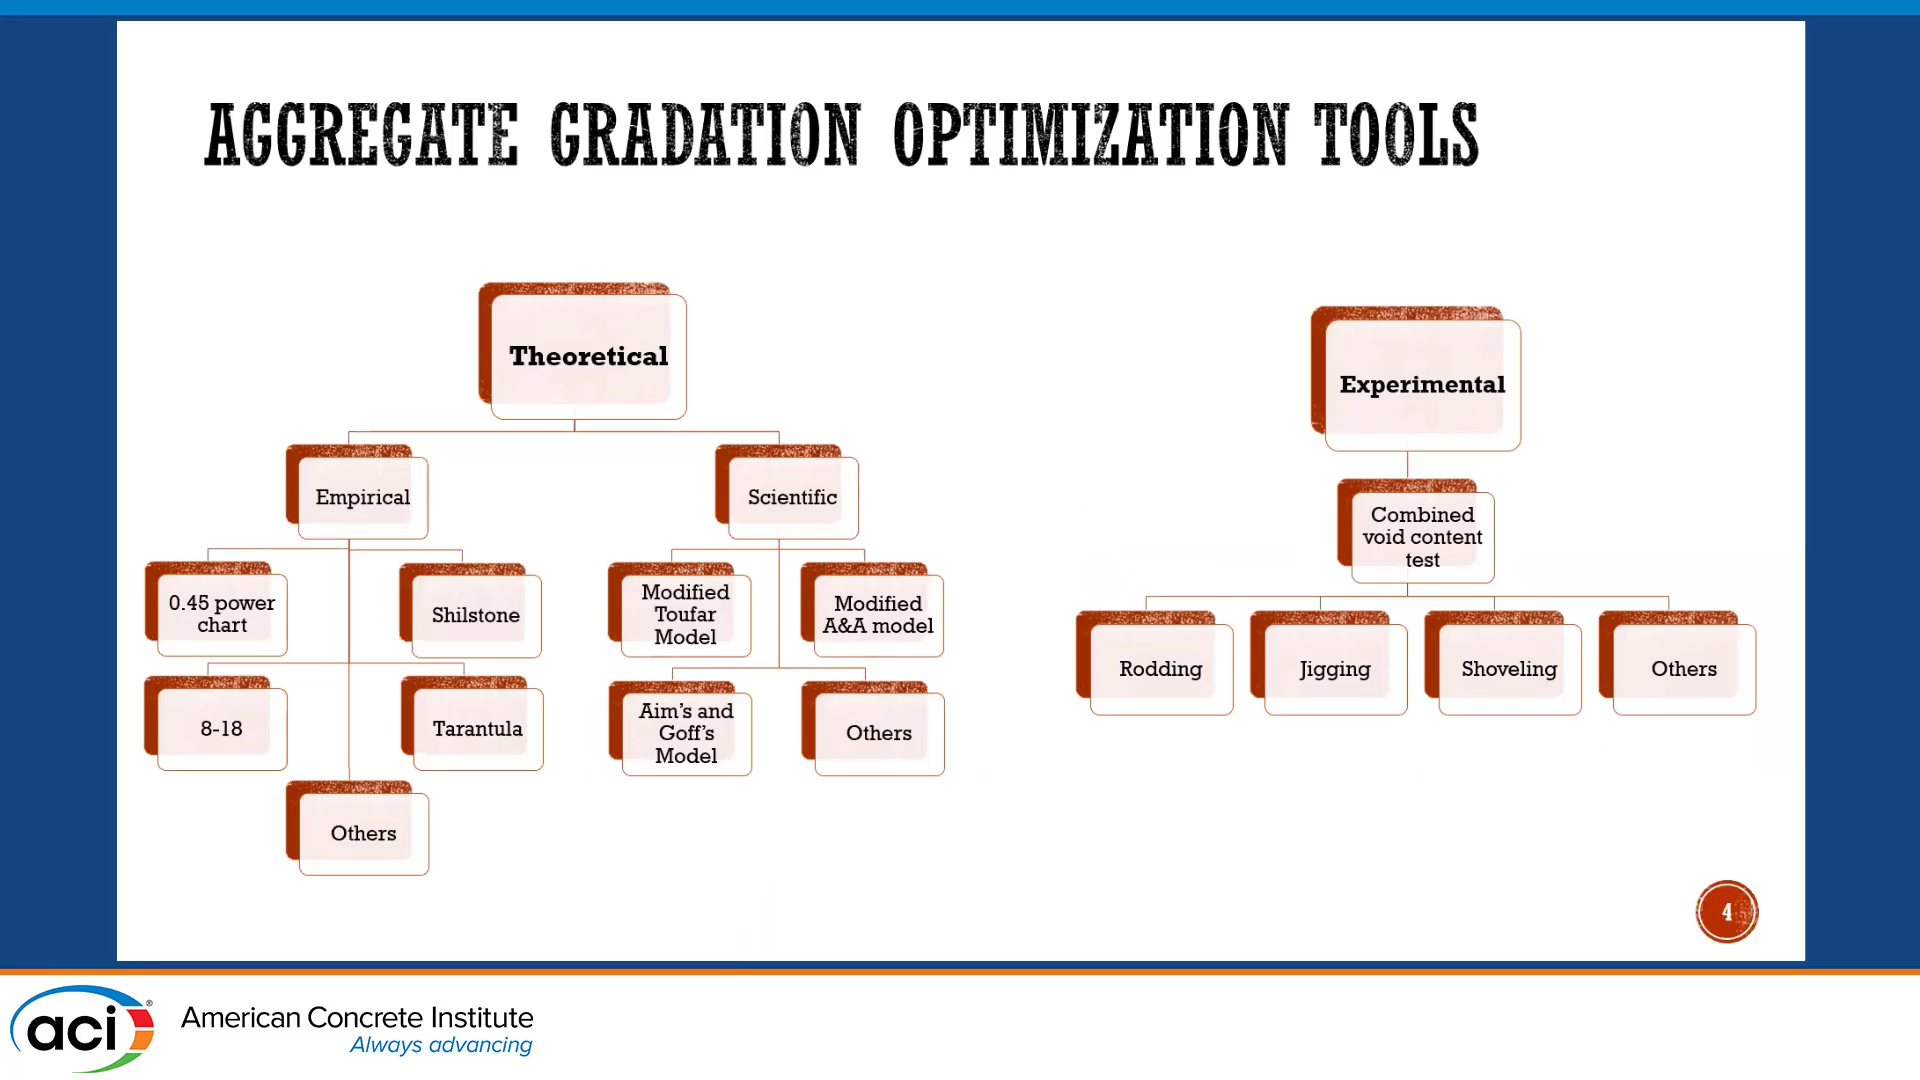 AGGREGATE GRADATION OPTIMIZATION TOOLS
Theoretical
Empirical
Scientific
0.45 power
chart
Shilstone
8-18
Tarantula
Others
Modified
Toufar
Model
Modified
A&A model
Aim's and
Goff's
Model
Others
Experimental
Combined
void content
test
Rodding
Jigging
Shoveling
Others
4
aci®
American Concrete Institute
Always advancing